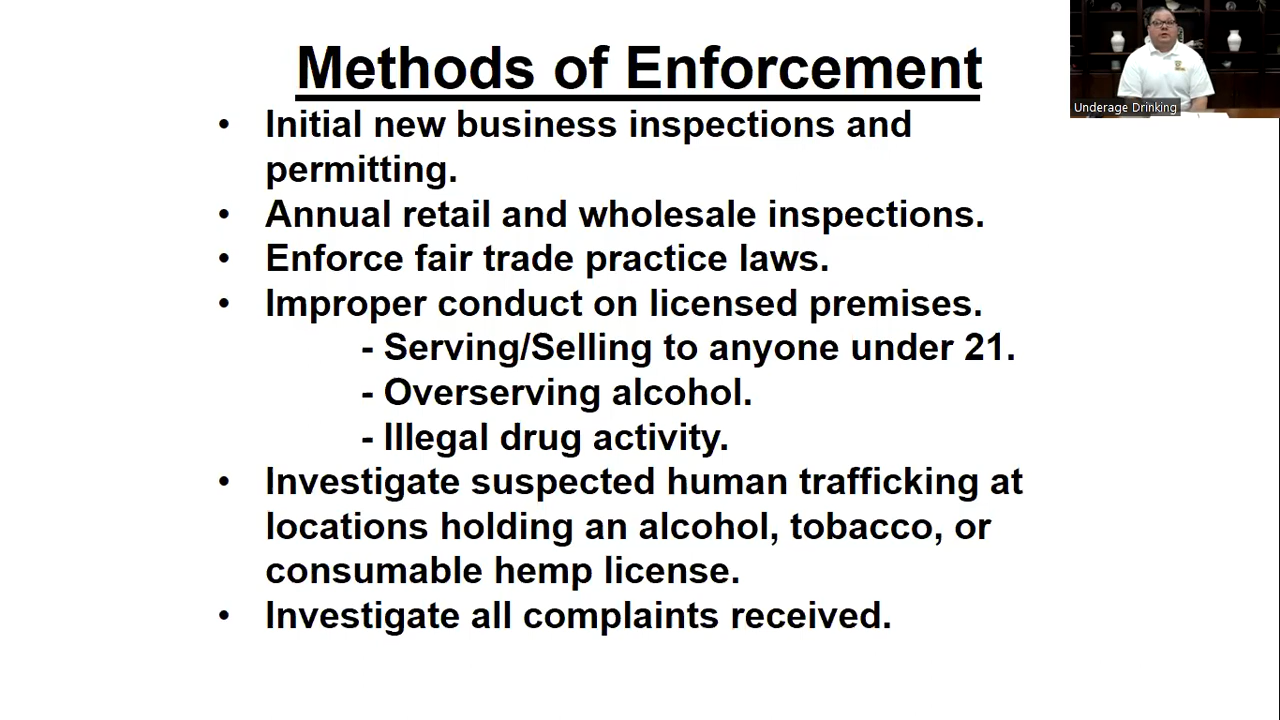 Methods of Enforcement
• Initial new business inspections and
permitting.
• Annual retail and wholesale inspections.
• Enforce fair trade practice laws.
• Improper conduct on licensed premises.
- Serving/Selling to anyone under 21.
- Overserving alcohol.
- Illegal drug activity.
• Investigate suspected human trafficking at
locations holding an alcohol, tobacco, or
consumable hemp license.
• Investigate all complaints received.
Underage Drinking